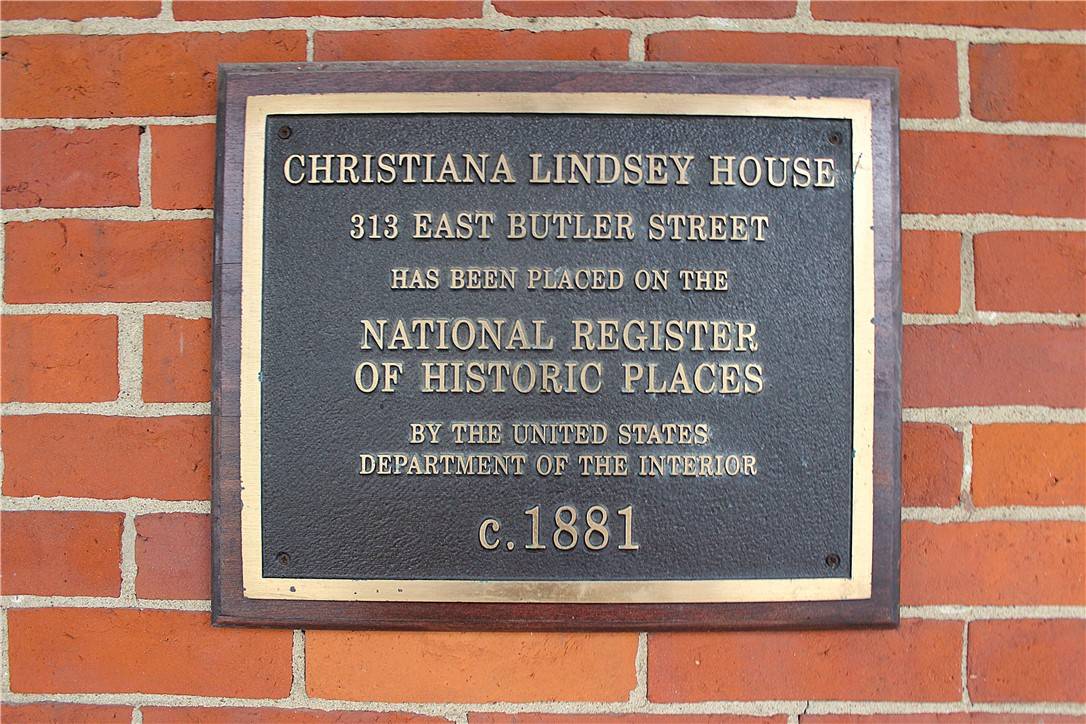 CHRISTIANA LINDSEY HOUSE
313 EAST BUTLER STREET
HAS BEEN PLACED ON THE
NATIONAL REGISTER
OF HISTORIC PLACES
BY THE UNITED STATES
DEPARTMENT OF THE INTERIOR
c.1881